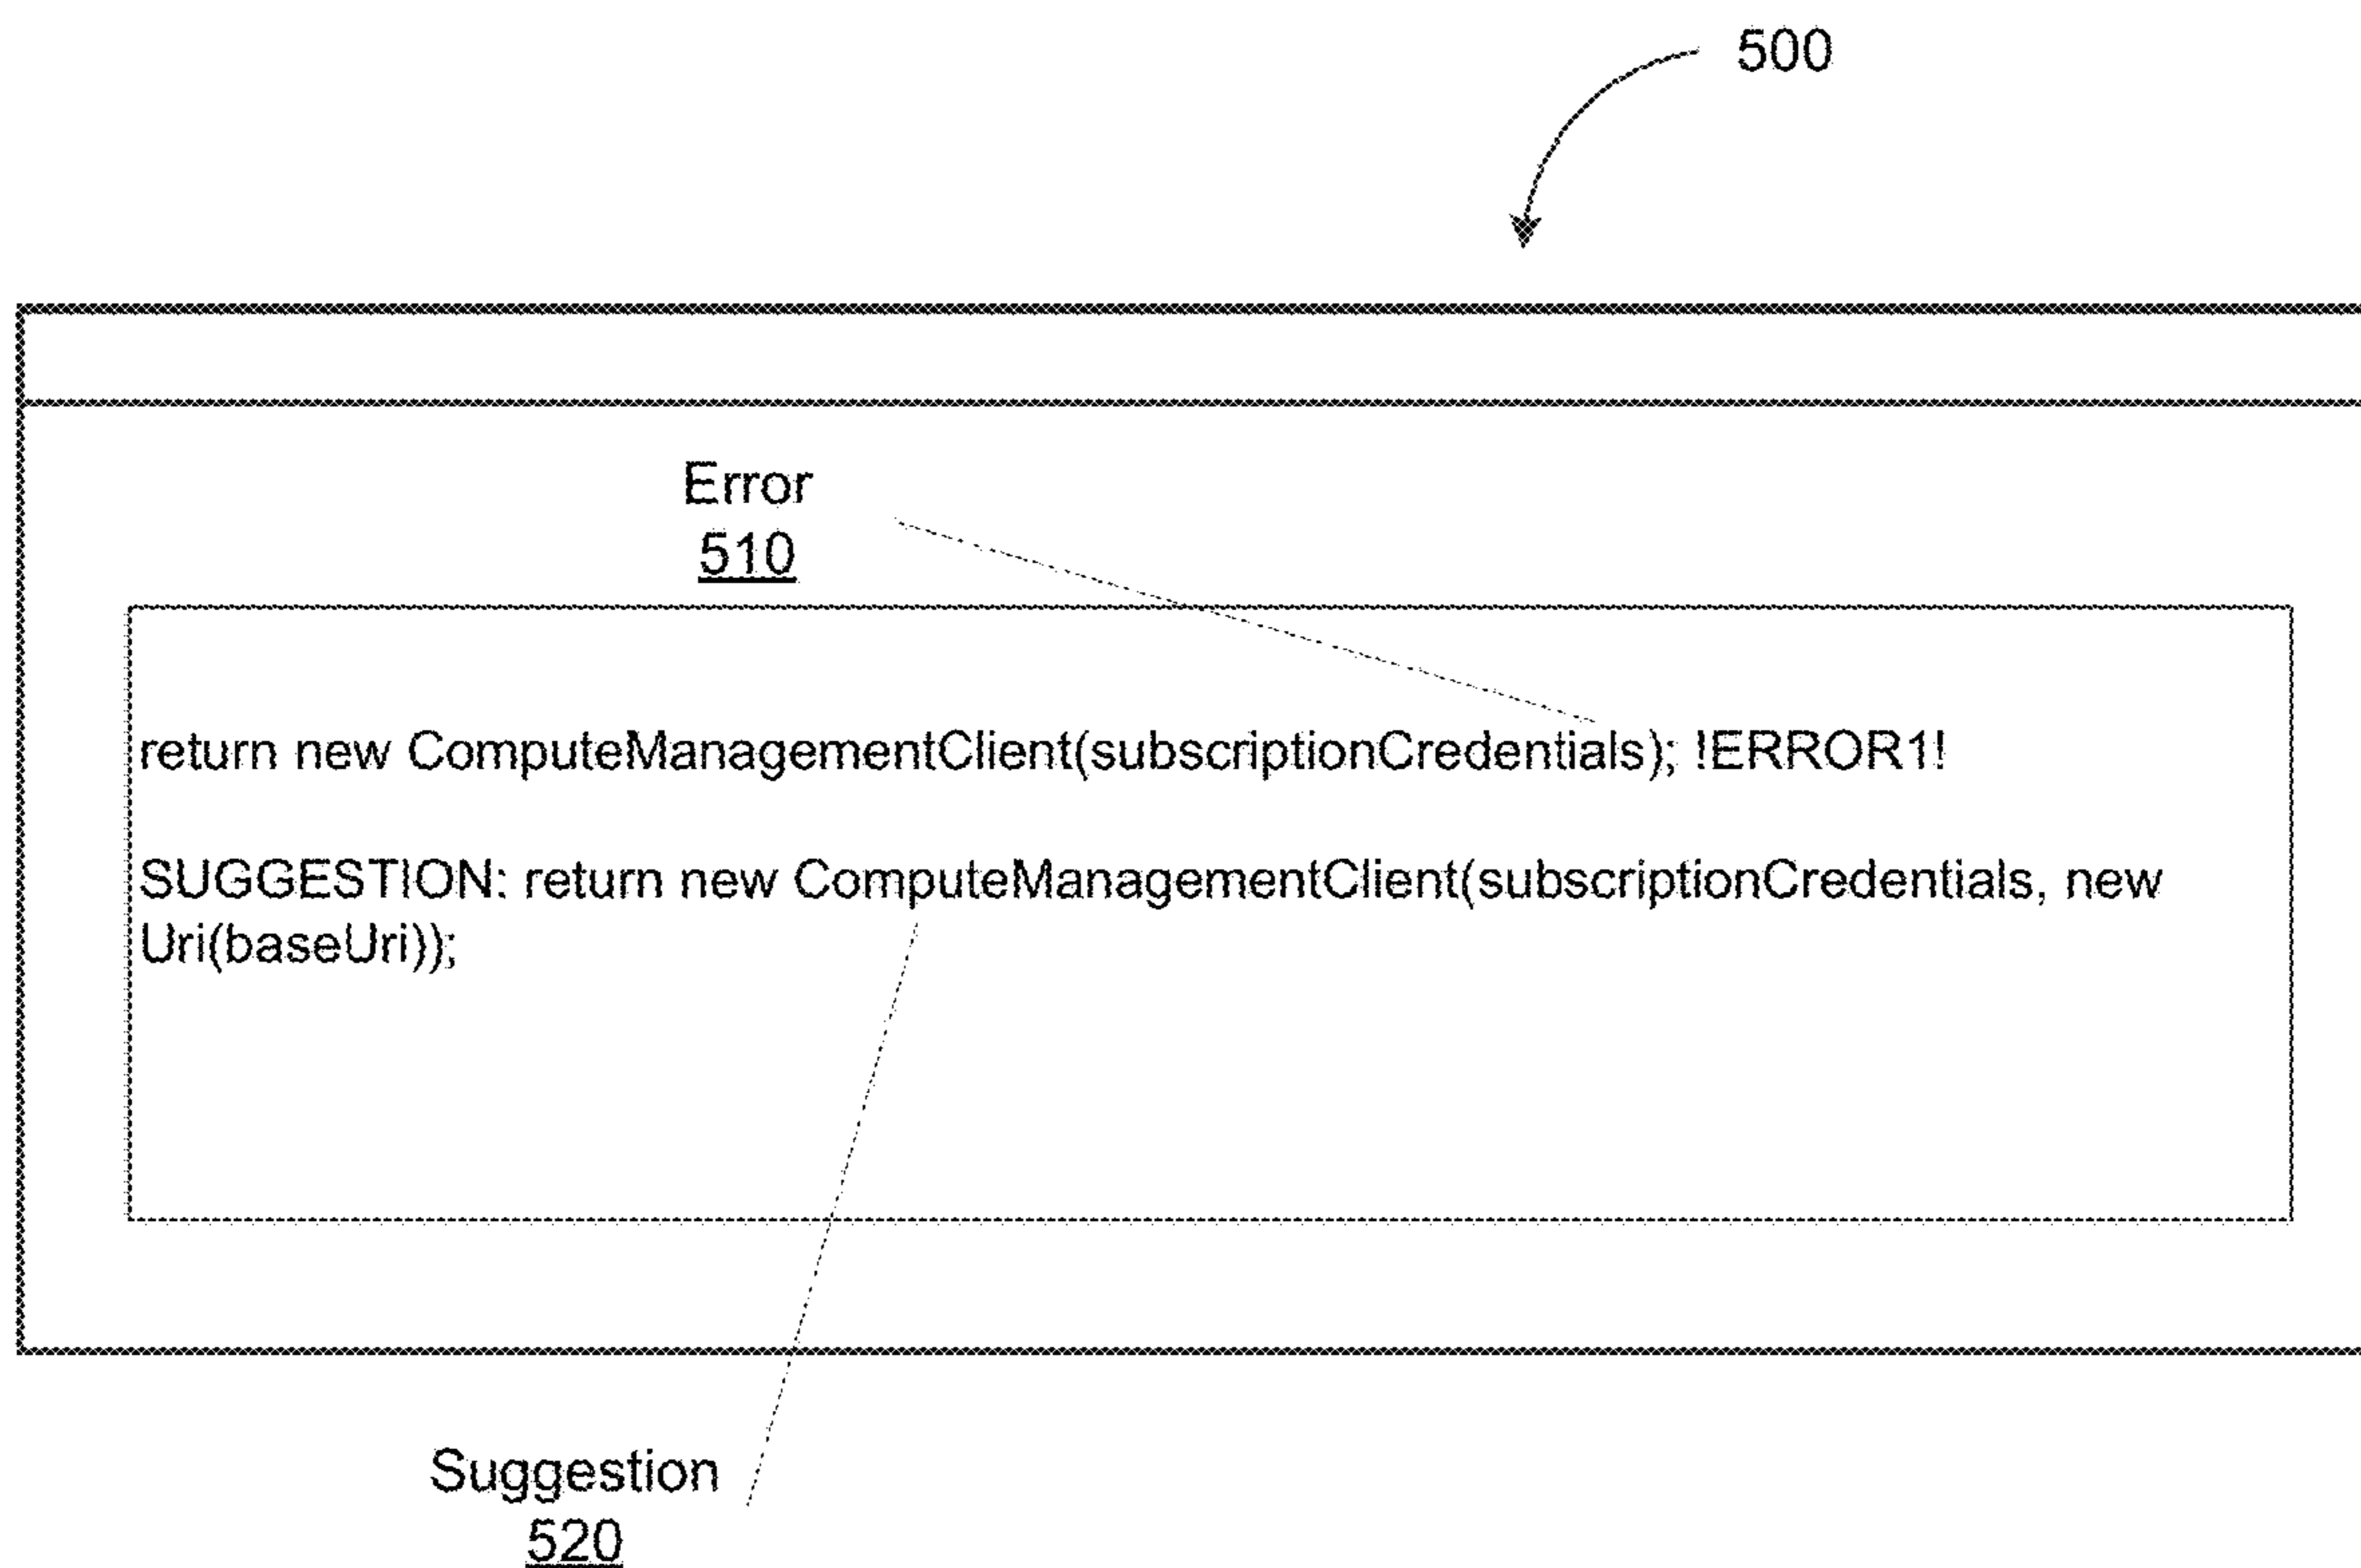 500
Error
510
return new ComputeManagementClient(subscriptionCredentials); !ERROR1!
SUGGESTION: return new ComputeManagementClient(subscriptionCredentials, new
Uri(baseUri));
Suggestion
520